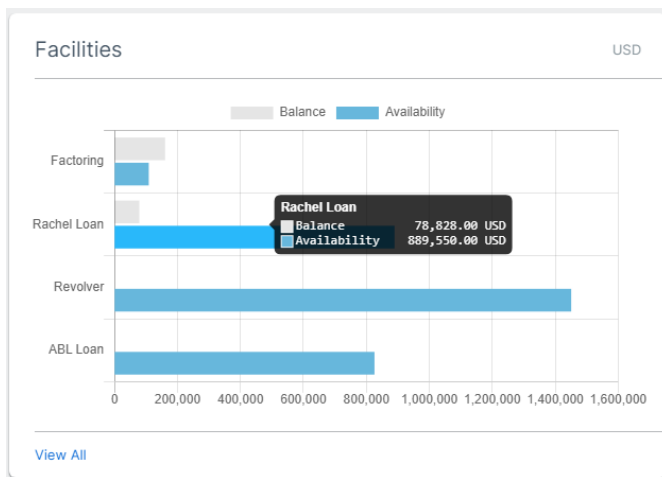 Facilities USD
Balance Availability
Factoring
Rachel Loan
Rachel Loan
Balance 78,828.00 USD
Availability 889,550.00 USD
Revolver
ABL Loan
0 200,000 400,000 600,000 800,000 1,000,000 1,200,000 1,400,000 1,600,000
View All